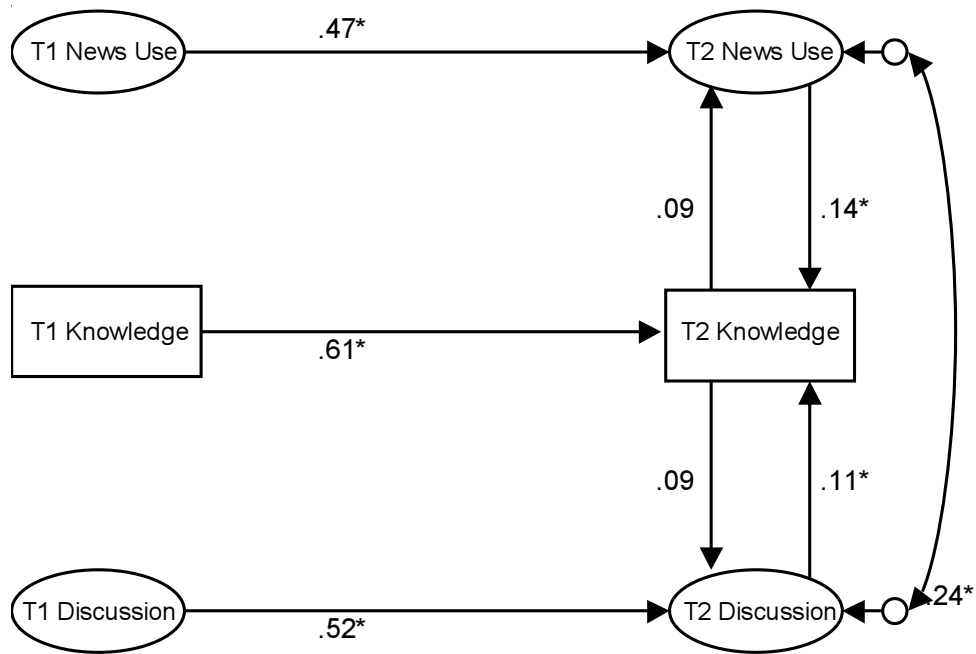 .47*
T1 News Use
T2 News Use
.09
.14*
T1 Knowledge
T2 Knowledge
.61*
.09
.11*
T1 Discussion
T2 Discussion
.24*
.52*